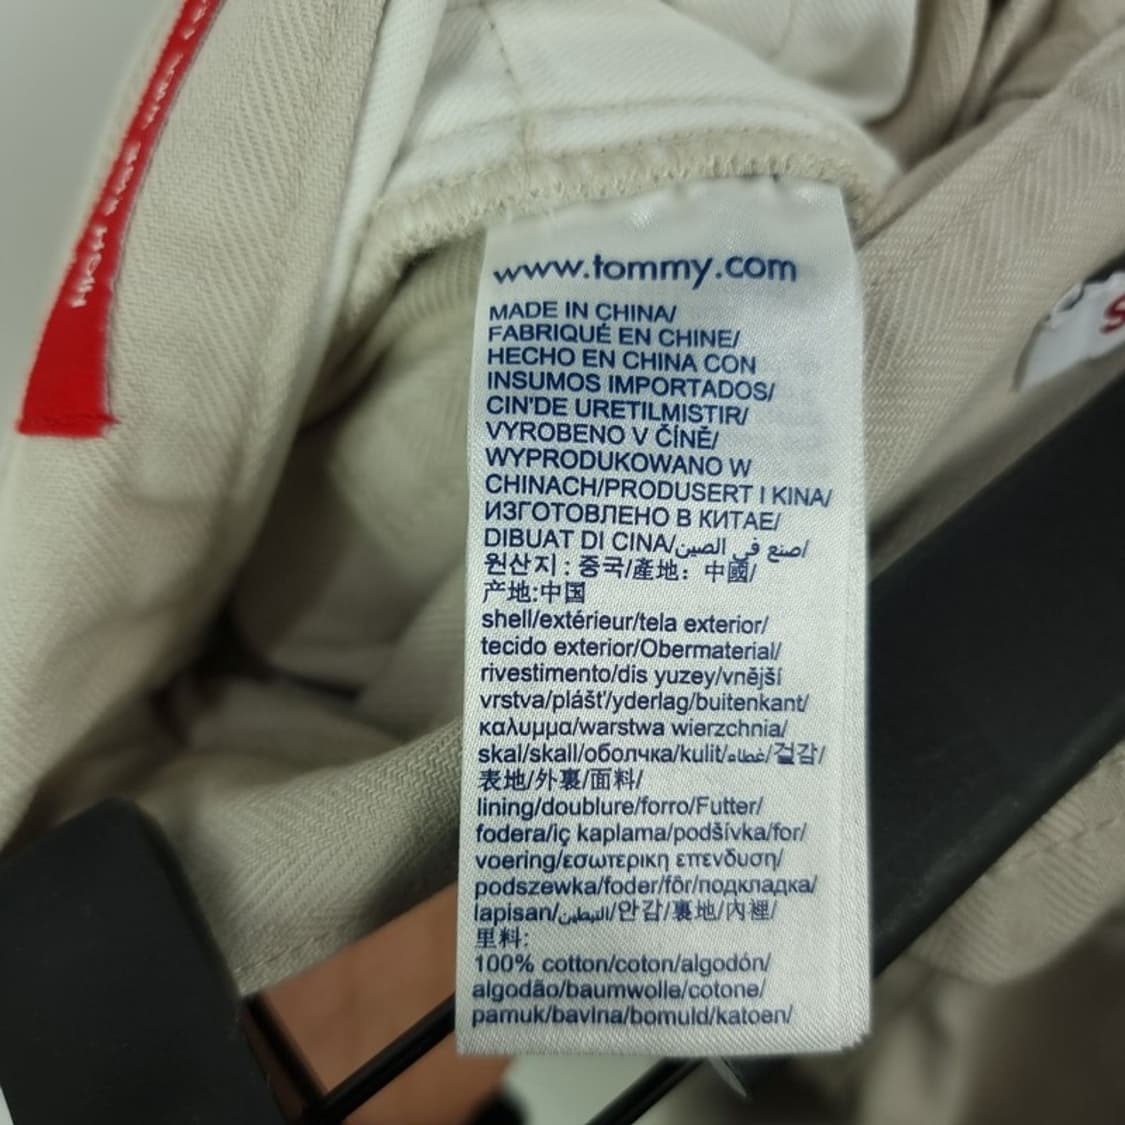 www.tommy.com
MADE IN CHINA/
FABRIQUÉ EN CHINE/
HECHO EN CHINA CON
INSUMOS IMPORTADOS/
CIN'DE URETILMISTIR/
VYROBENO V ČÍNĚ/
WYPRODUKOWANO W
CHINACH/PRODUSERT I KINA/
ИЗГОТОВЛЕНО В КИТАЕ/
DIBUAT DI CINA/اصنع في الصين/
원산지 : 중국/產地：中國/
产地:中国
shell/extérieur/tela exterior/
tecido exterior/Obermaterial/
rivestimento/dis yuzey/vnější
vrstva/plášť/yderlag/buitenkant/
καλυμμα/warstwa wierzchnia/
skal/skall/оболчка/kulit/غطاء/겉감/
表地/外裏/面料/
lining/doublure/forro/Futter/
fodera/iç kaplama/podšívka/for/
voering/εσωτερικη επενδυση/
podszewka/foder/fôr/подкладка/
lapisan/التبطين/안감/裏地/內裡/
里料:
100% cotton/coton/algodón/
algodão/baumwolle/cotone/
pamuk/bavlna/bomuld/katoen/